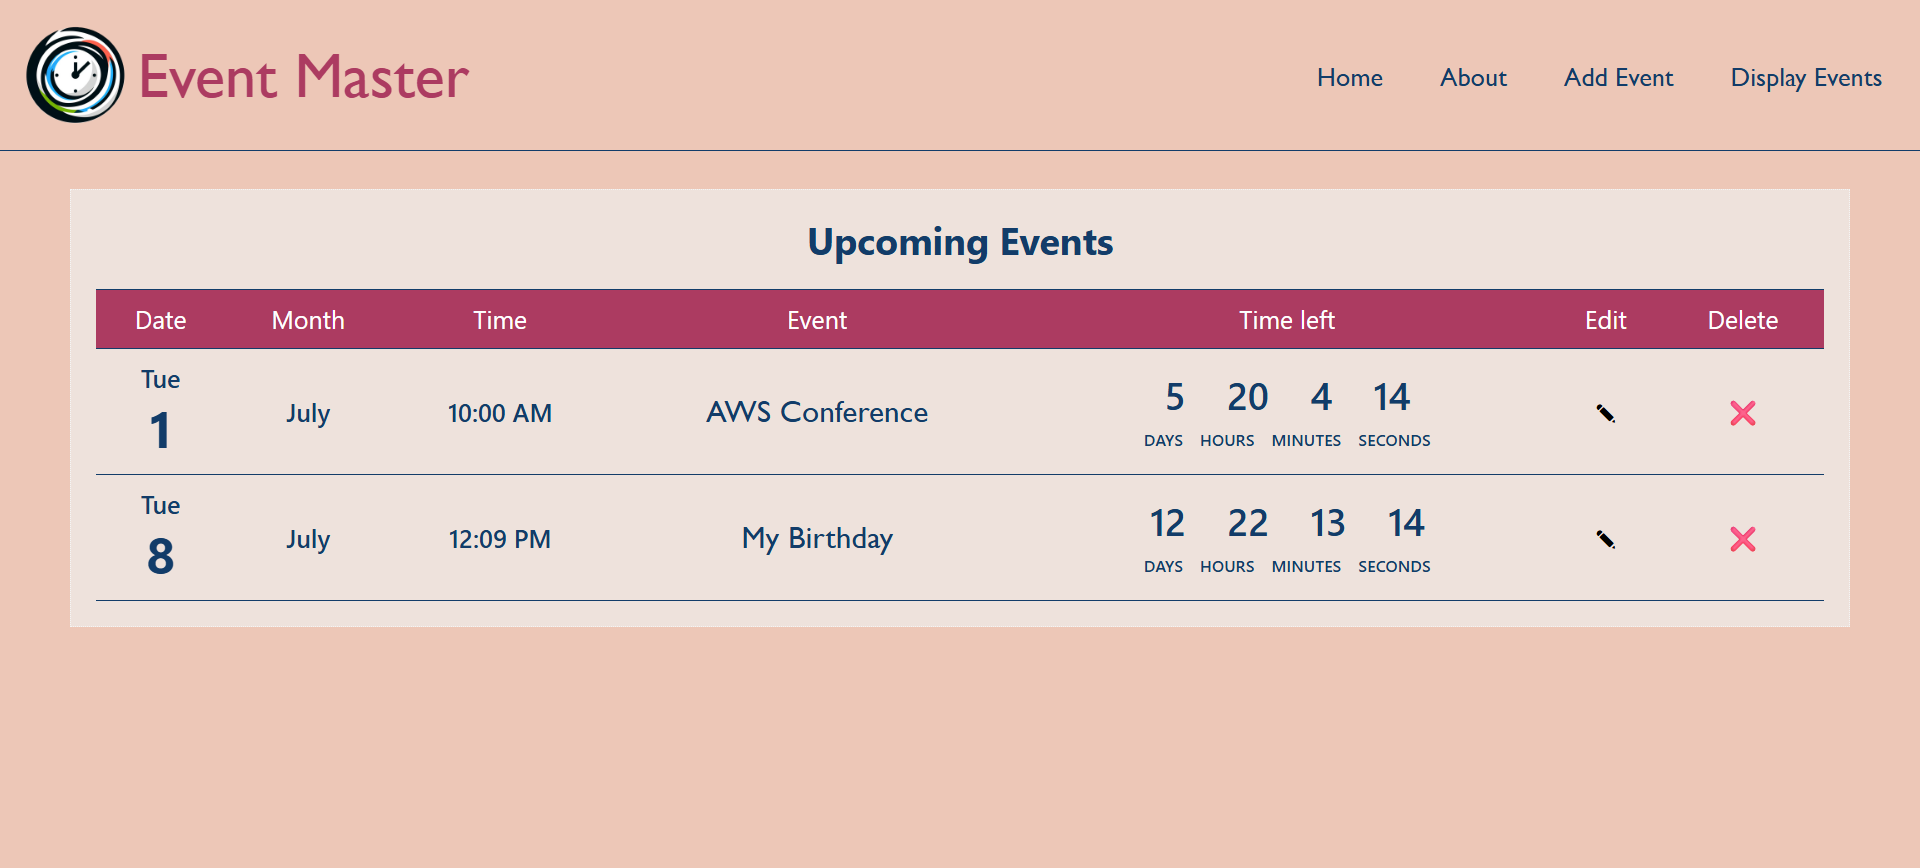 Event Master
Home About Add Event Display Events
Upcoming Events
Date Month Time Event Time left Edit Delete
Tue
1
July
10:00 AM
AWS Conference
5 20 4 14
DAYS HOURS MINUTES SECONDS
Tue
8
July
12:09 PM
My Birthday
12 22 13 14
DAYS HOURS MINUTES SECONDS